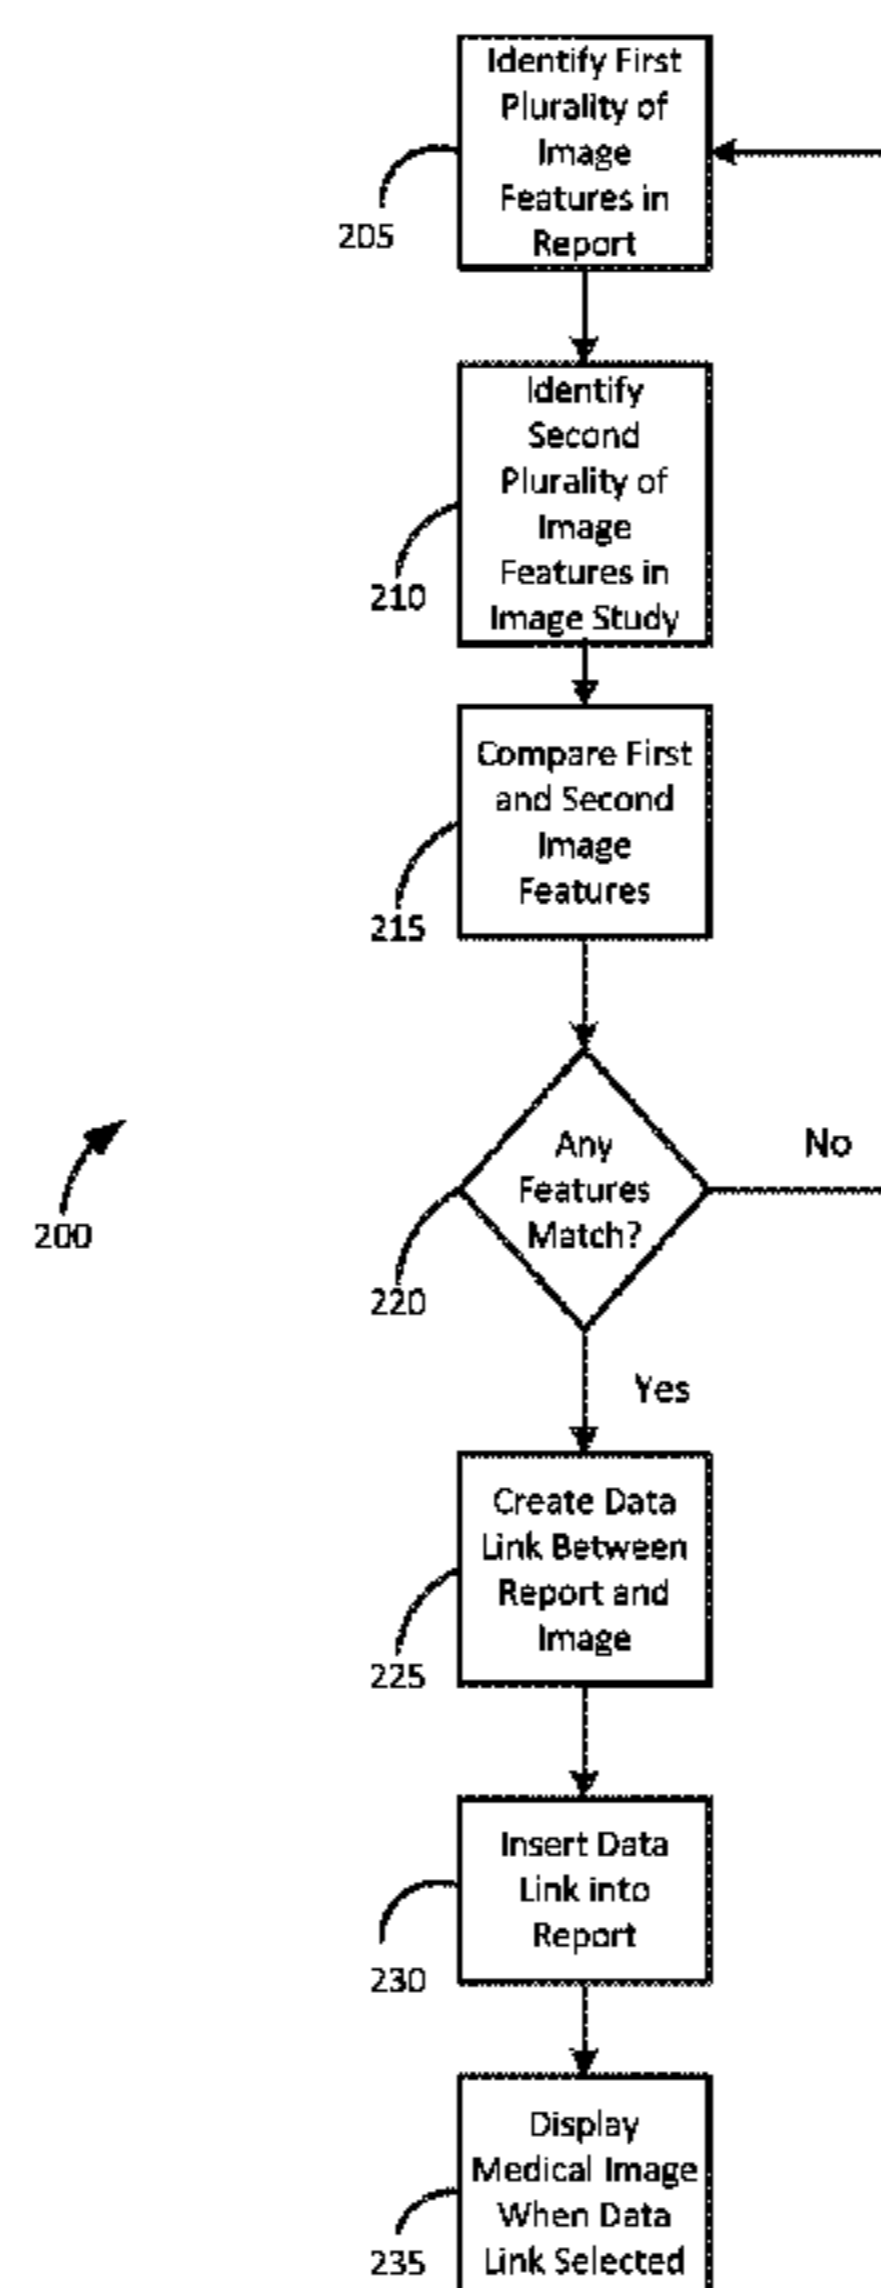 Identify First
Plurality of
Image
Features in
Report
205
Identify
Second
Plurality of
Image
Features in
Image Study
210
Compare First
and Second
Image
Features
215
Any
Features
Match?
No
220
200
Yes
Create Data
Link Between
Report and
Image
225
Insert Data
Link into
Report
230
Display
Medical Image
When Data
Link Selected
235